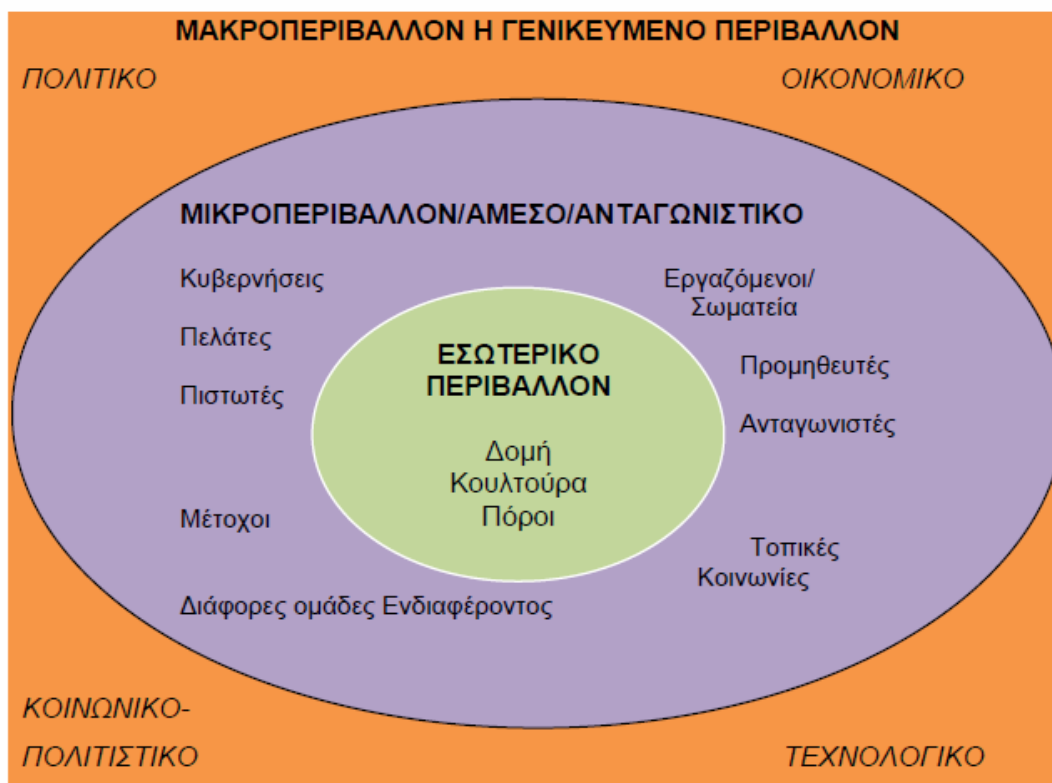 ΜΑΚΡΟΠΕΡΙΒΑΛΛΟΝ Η ΓΕΝΙΚΕΥΜΕΝΟ ΠΕΡΙΒΑΛΛΟΝ
ΠΟΛΙΤΙΚΟ
ΟΙΚΟΝΟΜΙΚΟ
ΜΙΚΡΟΠΕΡΙΒΑΛΛΟΝ/ΑΜΕΣΟ/ΑΝΤΑΓΩΝΙΣΤΙΚΟ
Κυβερνήσεις
Πελάτες
Πιστωτές
Μέτοχοι
Διάφορες ομάδες Ενδιαφέροντος
ΕΣΩΤΕΡΙΚΟ
ΠΕΡΙΒΑΛΛΟΝ
Δομή
Κουλτούρα
Πόροι
Εργαζόμενοι/
Σωματεία
Προμηθευτές
Ανταγωνιστές
Τοπικές
Κοινωνίες
ΚΟΙΝΩΝΙΚΟ-
ΠΟΛΙΤΙΣΤΙΚΟ
ΤΕΧΝΟΛΟΓΙΚΟ